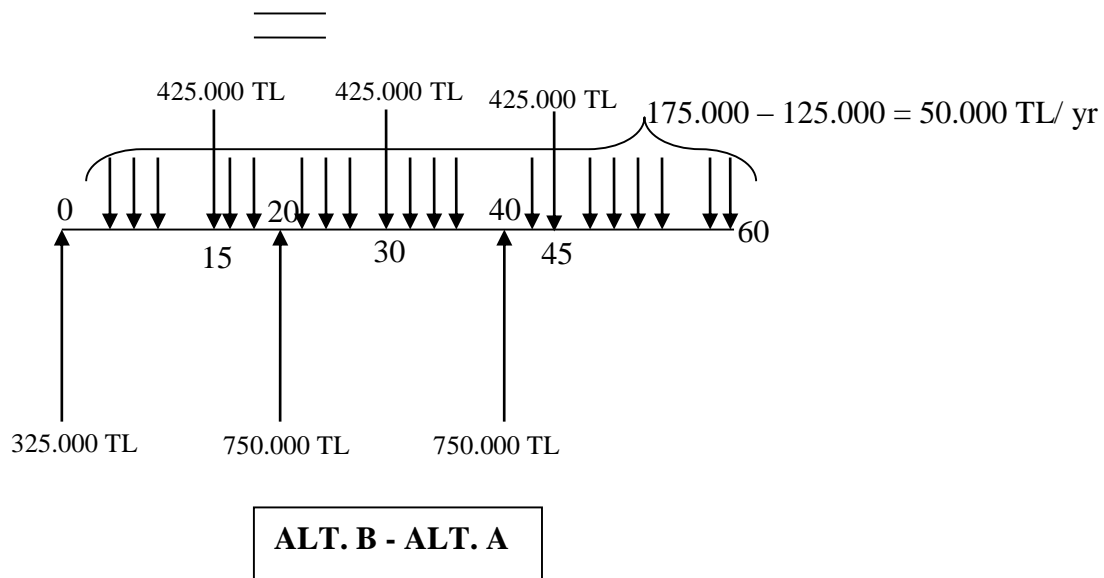 425.000 TL 425.000 TL 425.000 TL 175.000 – 125.000 = 50.000 TL/ yr
0 20 40 60
15 30 45
325.000 TL 750.000 TL 750.000 TL
ALT. B - ALT. A